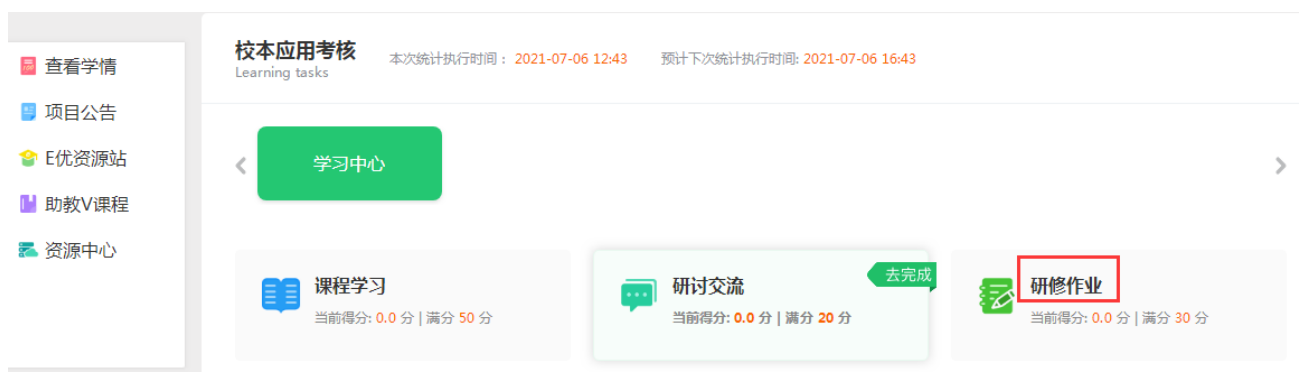 查看学情
项目公告
E优资源站
助教V课程
资源中心
校本应用考核
Learning tasks
本次统计执行时间： 2021-07-06 12:43 预计下次统计执行时间: 2021-07-06 16:43
学习中心
课程学习
当前得分: 0.0 分 | 满分 50 分
研讨交流
去完成
当前得分: 0.0 分 | 满分 20 分
研修作业
当前得分: 0.0 分 | 满分 30 分